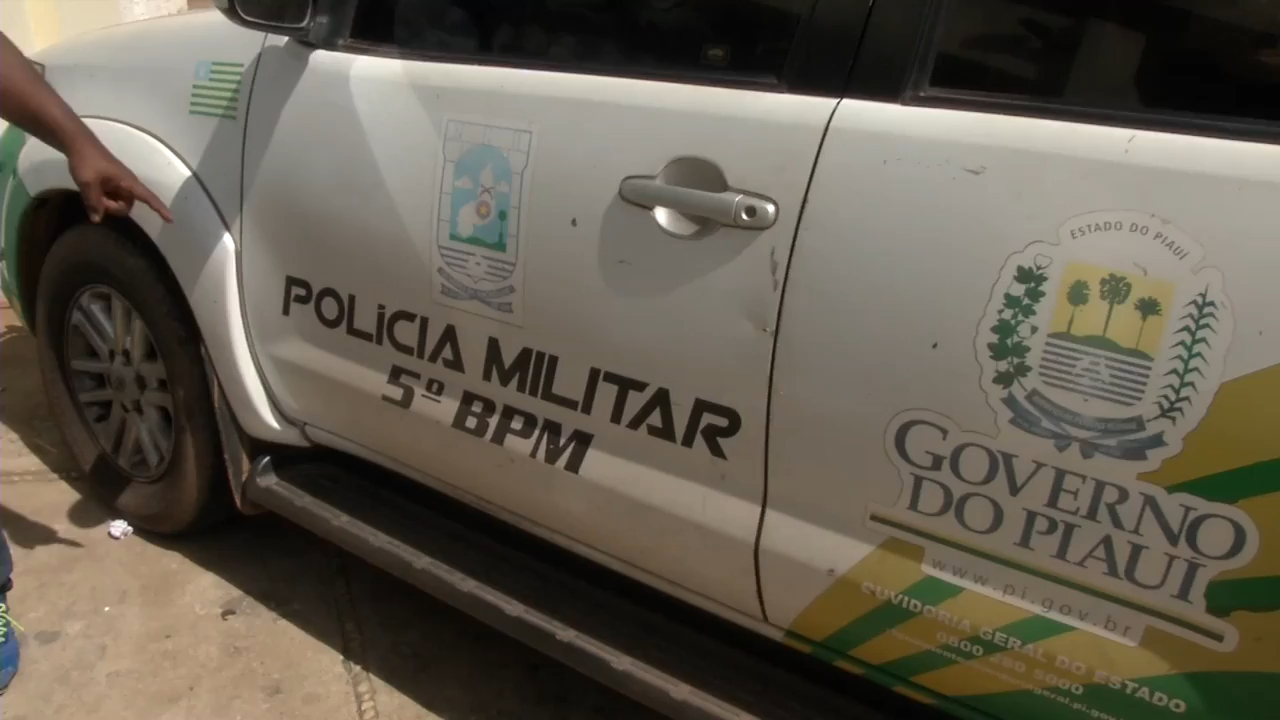 POLÍCIA MILITAR
5º BPM
ESTADO DO PIAUÍ
GOVERNO
DO PIAUÍ
www.pi.gov.br
OUVIDORIA GERAL DO ESTADO
0800 280 5000